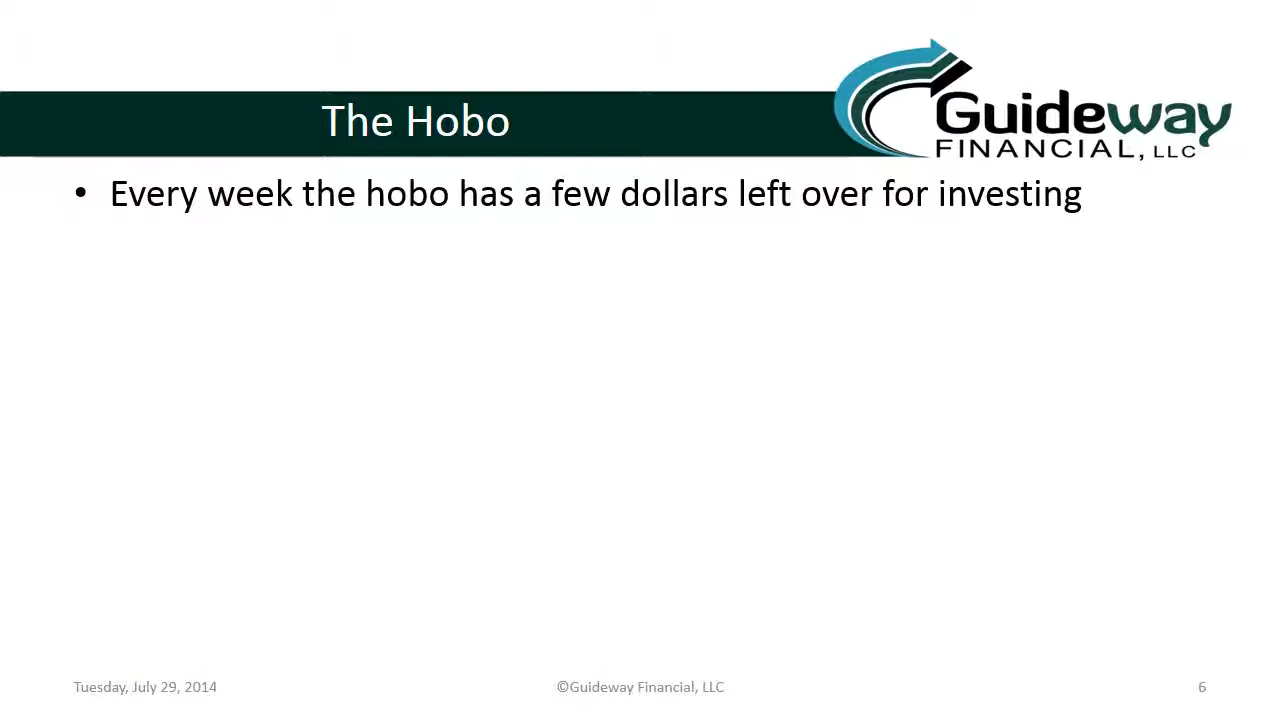 The Hobo
Guideway
FINANCIAL, LLC
• Every week the hobo has a few dollars left over for investing
Tuesday, July 29, 2014
©Guideway Financial, LLC
6